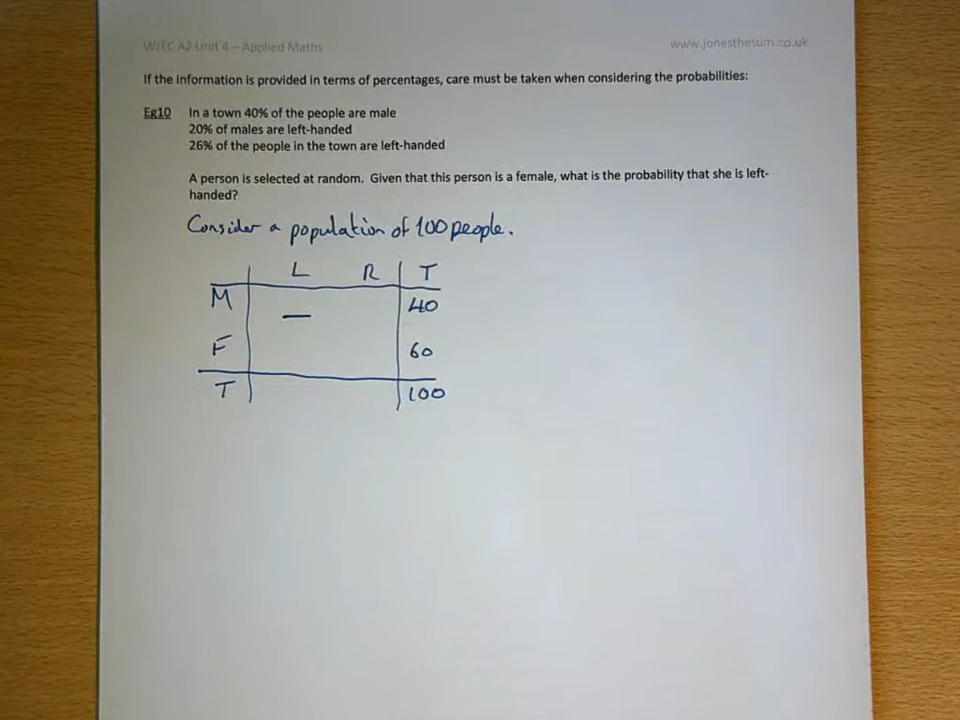 WJEC A2 Unit 4 – Applied Maths www.jonesthesum.co.uk
If the information is provided in terms of percentages, care must be taken when considering the probabilities:
Eg10 In a town 40% of the people are male
20% of males are left-handed
26% of the people in the town are left-handed
A person is selected at random. Given that this person is a female, what is the probability that she is left-
handed?
Consider a population of 100 people.
L R T
M 40
F 60
T 100